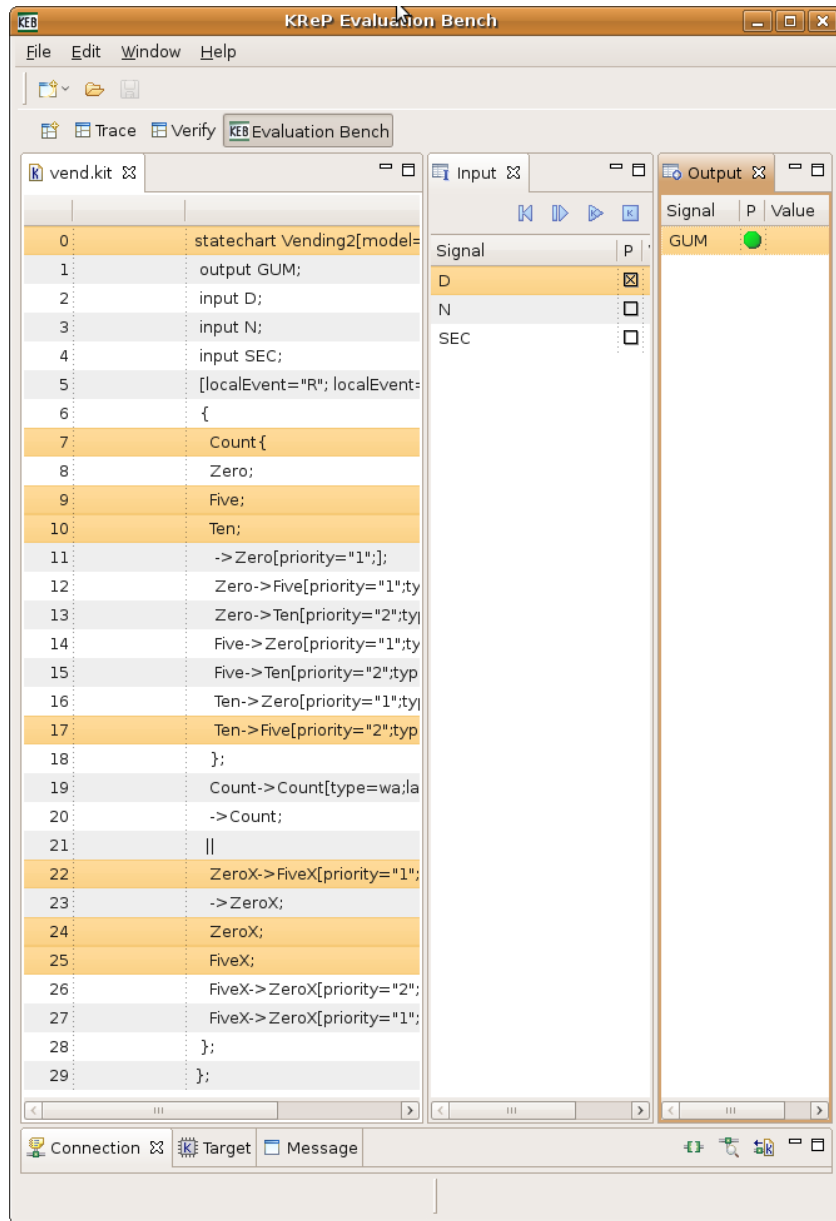 KEB KReP Evaluation Bench
File Edit Window Help
Trace Verify KEB Evaluation Bench
vend.kit
0 statechart Vending2[model=
1 output GUM;
2 input D;
3 input N;
4 input SEC;
5 [localEvent="R"; localEvent=
6 {
7 Count{
8 Zero;
9 Five;
10 Ten;
11 ->Zero[priority="1";];
12 Zero->Five[priority="1";ty
13 Zero->Ten[priority="2";typ
14 Five->Zero[priority="1";ty
15 Five->Ten[priority="2";typ
16 Ten->Zero[priority="1";typ
17 Ten->Five[priority="2";typ
18 };
19 Count->Count[type=wa;la
20 ->Count;
21 ||
22 ZeroX->FiveX[priority="1";
23 ->ZeroX;
24 ZeroX;
25 FiveX;
26 FiveX->ZeroX[priority="2";
27 FiveX->ZeroX[priority="1";
28 };
29 };
Input
Signal P
D
N
SEC
Output
Signal P Value
GUM
Connection Target Message